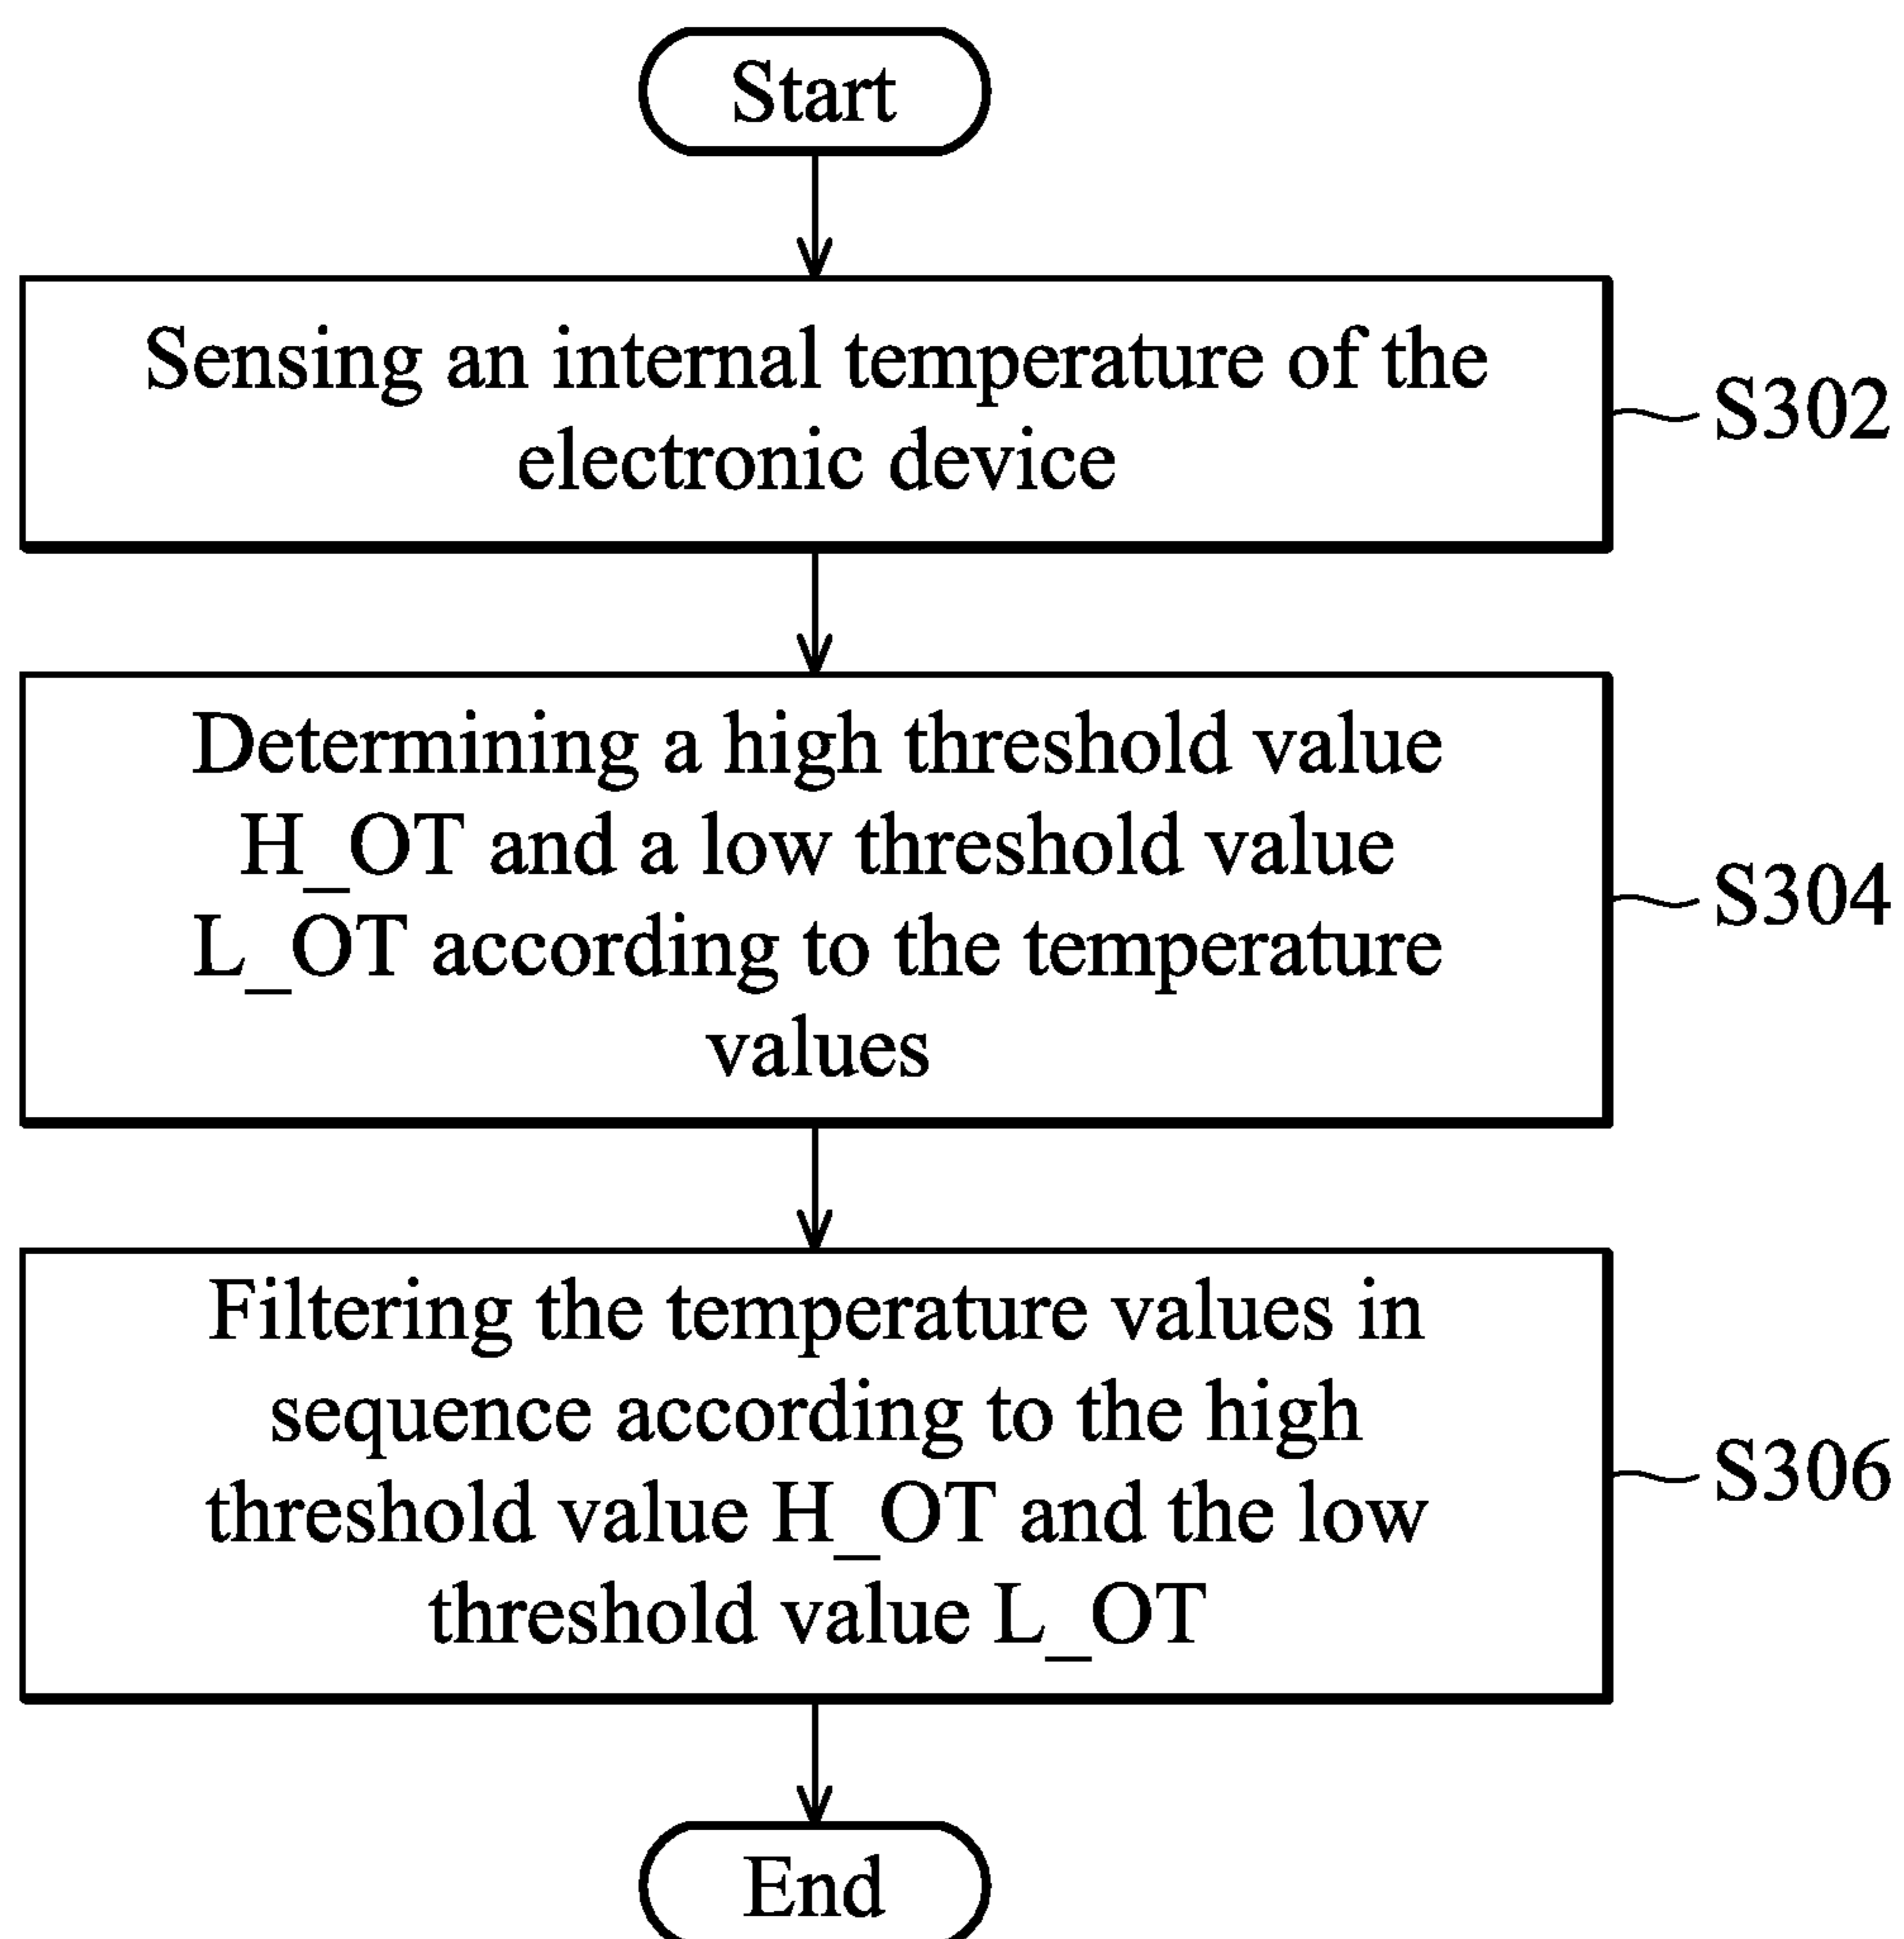 Start
Sensing an internal temperature of the
electronic device
S302
Determining a high threshold value
H_OT and a low threshold value
L_OT according to the temperature
values
S304
Filtering the temperature values in
sequence according to the high
threshold value H_OT and the low
threshold value L_OT
S306
End